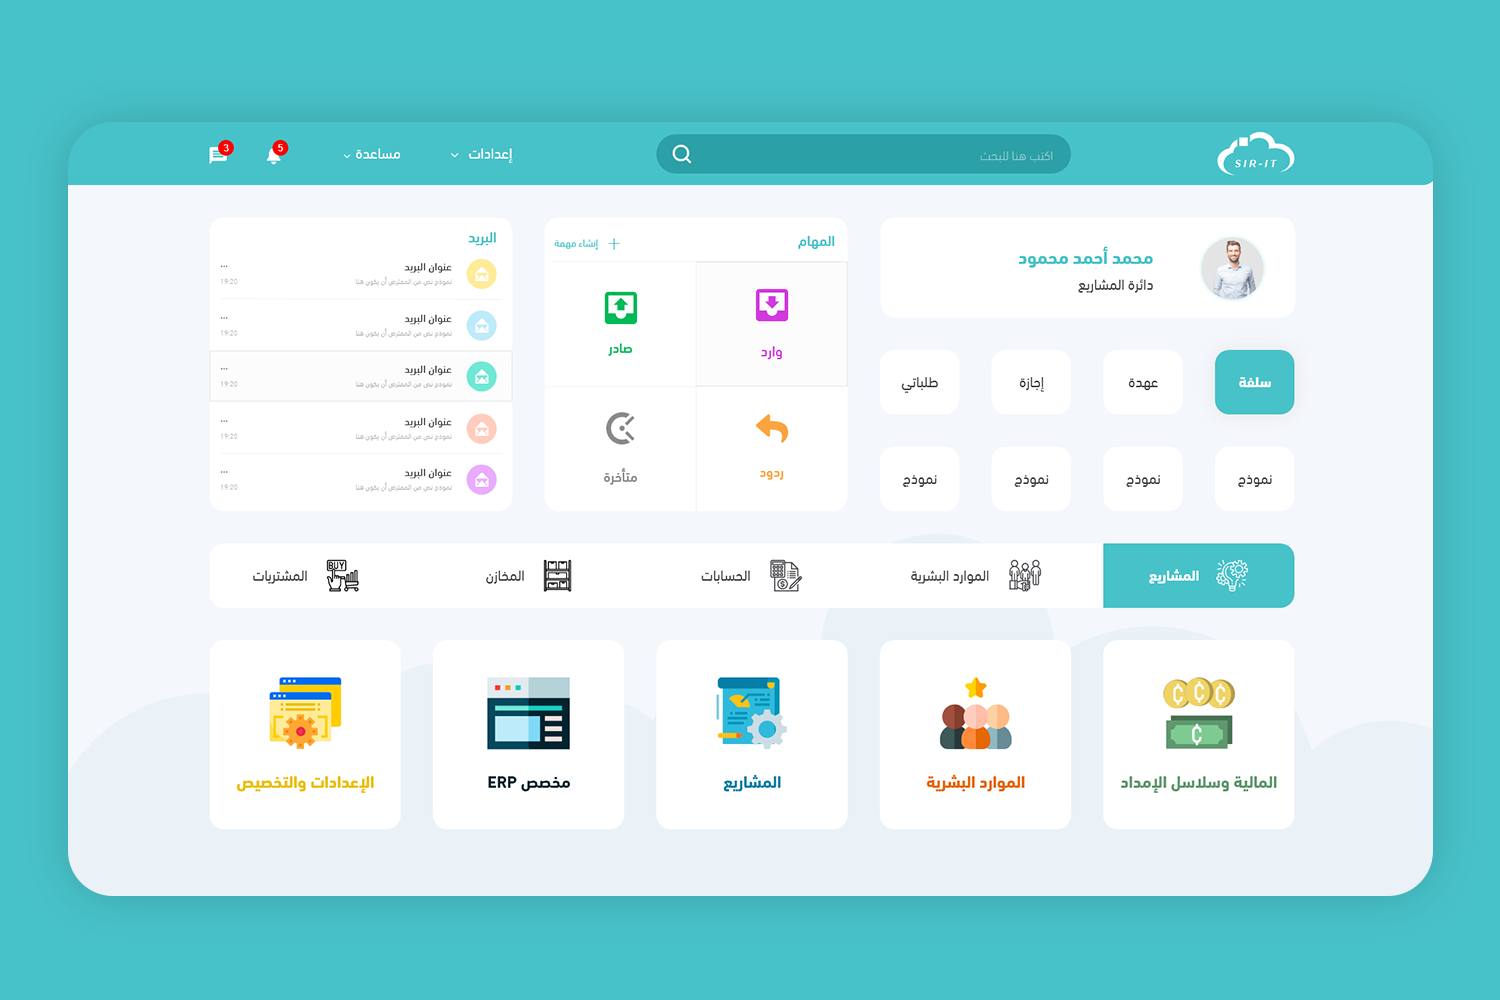 SIR-IT
اكتب هنا للبحث
إعدادات
مساعدة
5
3
محمد أحمد محمود
دائرة المشاريع
سلفة
عهدة
إجازة
طلباتي
نموذج
نموذج
نموذج
نموذج
المهام
إنشاء مهمة
وارد
صادر
ردود
متأخرة
البريد
عنوان البريد
...
نموذج نص من المفترض أن يكون هنا
19:20
عنوان البريد
...
نموذج نص من المفترض أن يكون هنا
19:20
عنوان البريد
...
نموذج نص من المفترض أن يكون هنا
19:20
عنوان البريد
...
نموذج نص من المفترض أن يكون هنا
19:20
عنوان البريد
...
نموذج نص من المفترض أن يكون هنا
19:20
المشاريع
الموارد البشرية
الحسابات
المخازن
BUY
المشتريات
المالية وسلاسل الإمداد
الموارد البشرية
المشاريع
مخصص ERP
الإعدادات والتخصيص